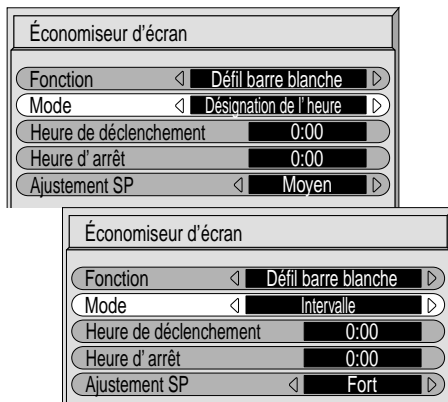 Économiseur d'écran
Fonction Défil barre blanche
Mode Désignation de l' heure
Heure de déclenchement 0:00
Heure d' arrêt 0:00
Ajustement SP Moyen
Économiseur d'écran
Fonction Défil barre blanche
Mode Intervalle
Heure de déclenchement 0:00
Heure d' arrêt 0:00
Ajustement SP Fort